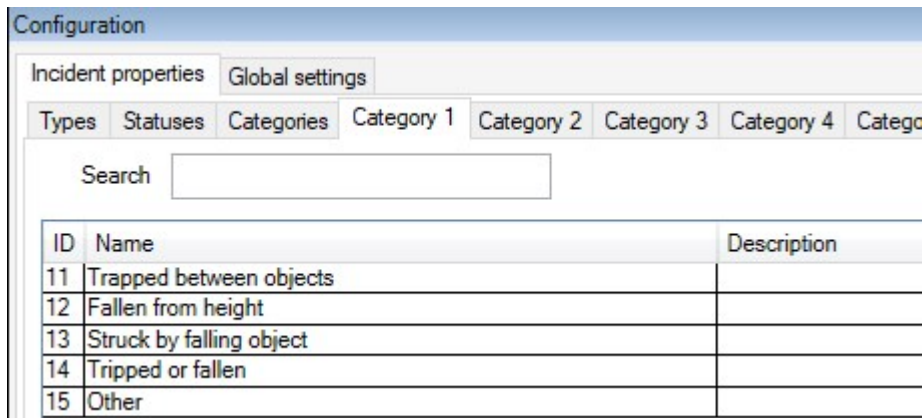 Configuration
Incident properties Global settings
Types Statuses Categories Category 1 Category 2 Category 3 Category 4 Catego
Search
ID Name Description
11 Trapped between objects
12 Fallen from height
13 Struck by falling object
14 Tripped or fallen
15 Other